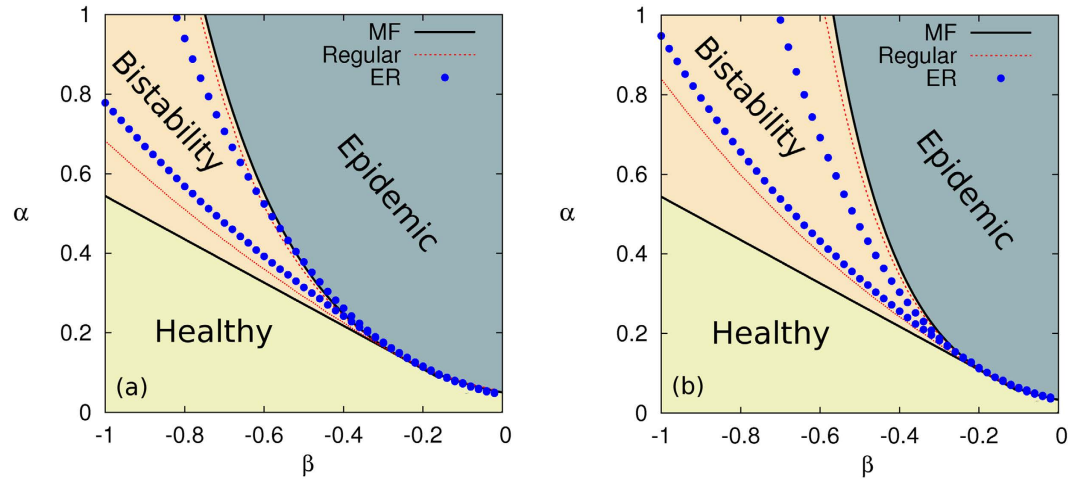 1
0.8
0.6
0.4
0.2
0
α
-1
-0.8
-0.6
-0.4
-0.2
0
β
MF
Regular
ER
Bistability
Epidemic
Healthy
(a)
1
0.8
0.6
0.4
0.2
0
α
-1
-0.8
-0.6
-0.4
-0.2
0
β
MF
Regular
ER
Bistability
Epidemic
Healthy
(b)